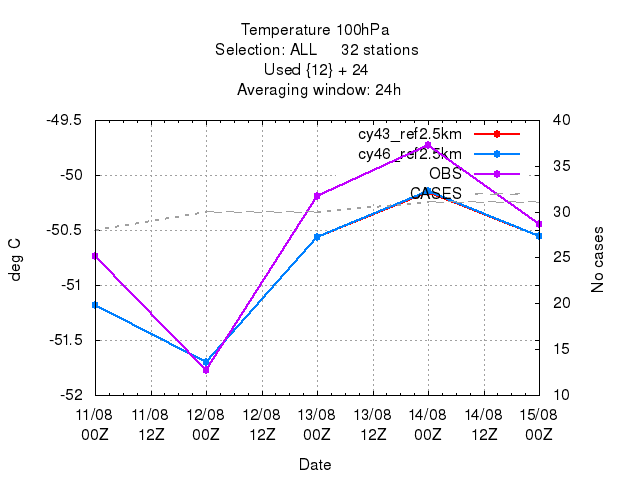 Temperature 100hPa
Selection: ALL 32 stations
Used {12} + 24
Averaging window: 24h
-49.5
-50
-50.5
-51
-51.5
-52
deg C
40
35
30
25
20
15
10
No cases
cy43_ref2.5km
cy46_ref2.5km
OBS
CASES
11/08 11/08 12/08 12/08 13/08 13/08 14/08 14/08 15/08
00Z 12Z 00Z 12Z 00Z 12Z 00Z 12Z 00Z
Date